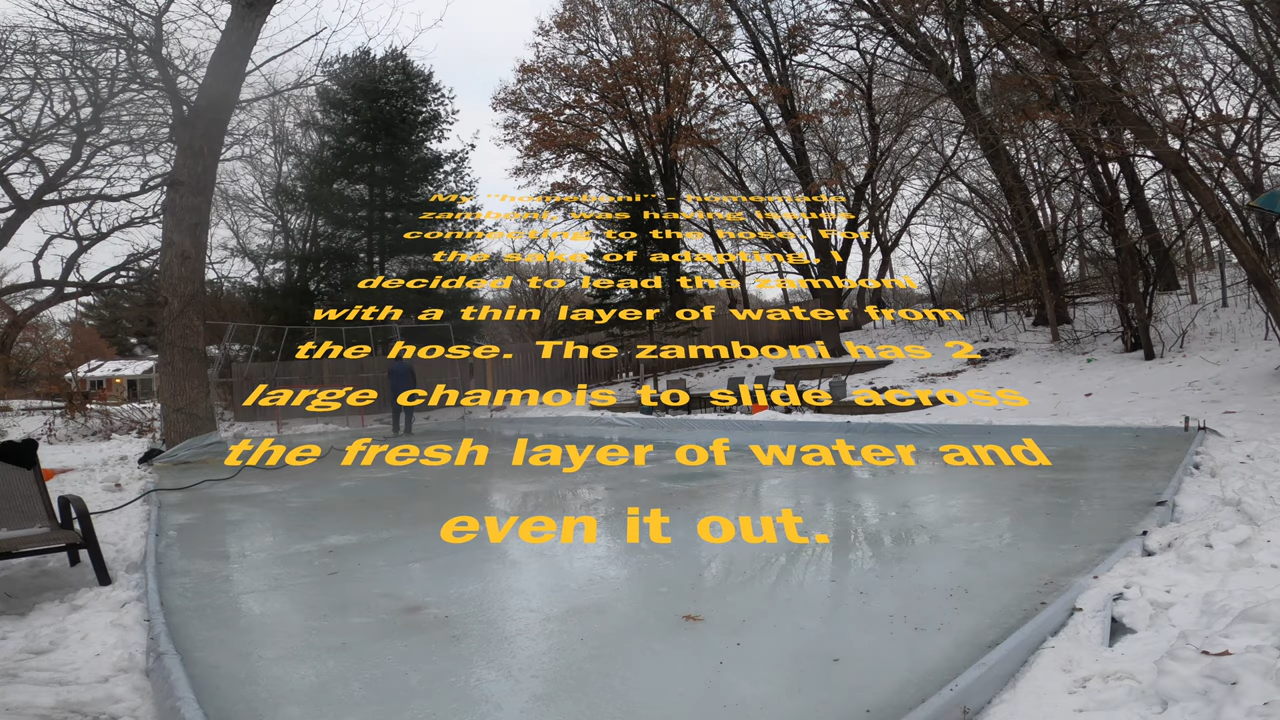 My "homeboni" - homemade
zamboni, was having issues
connecting to the hose. For
the sake of adapting, I
decided to lead the zamboni
with a thin layer of water from
the hose. The zamboni has 2
large chamois to slide across
the fresh layer of water and
even it out.